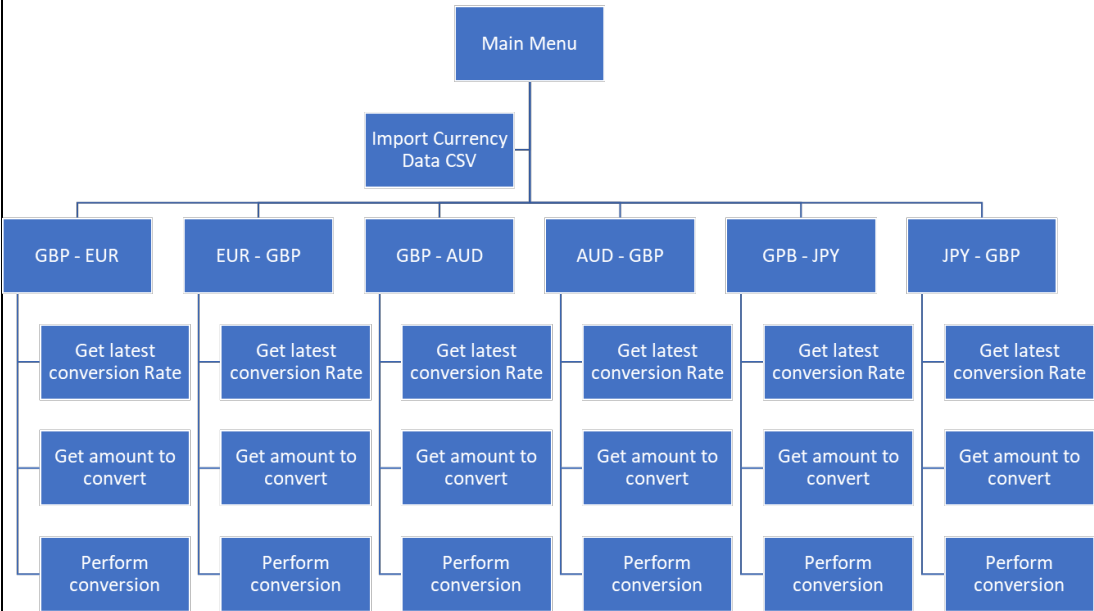 Main Menu
Import Currency
Data CSV
GBP - EUR
EUR - GBP
GBP - AUD
AUD - GBP
GPB - JPY
JPY - GBP
Get latest
conversion Rate
Get latest
conversion Rate
Get latest
conversion Rate
Get latest
conversion Rate
Get latest
conversion Rate
Get latest
conversion Rate
Get amount to
convert
Get amount to
convert
Get amount to
convert
Get amount to
convert
Get amount to
convert
Get amount to
convert
Perform
conversion
Perform
conversion
Perform
conversion
Perform
conversion
Perform
conversion
Perform
conversion